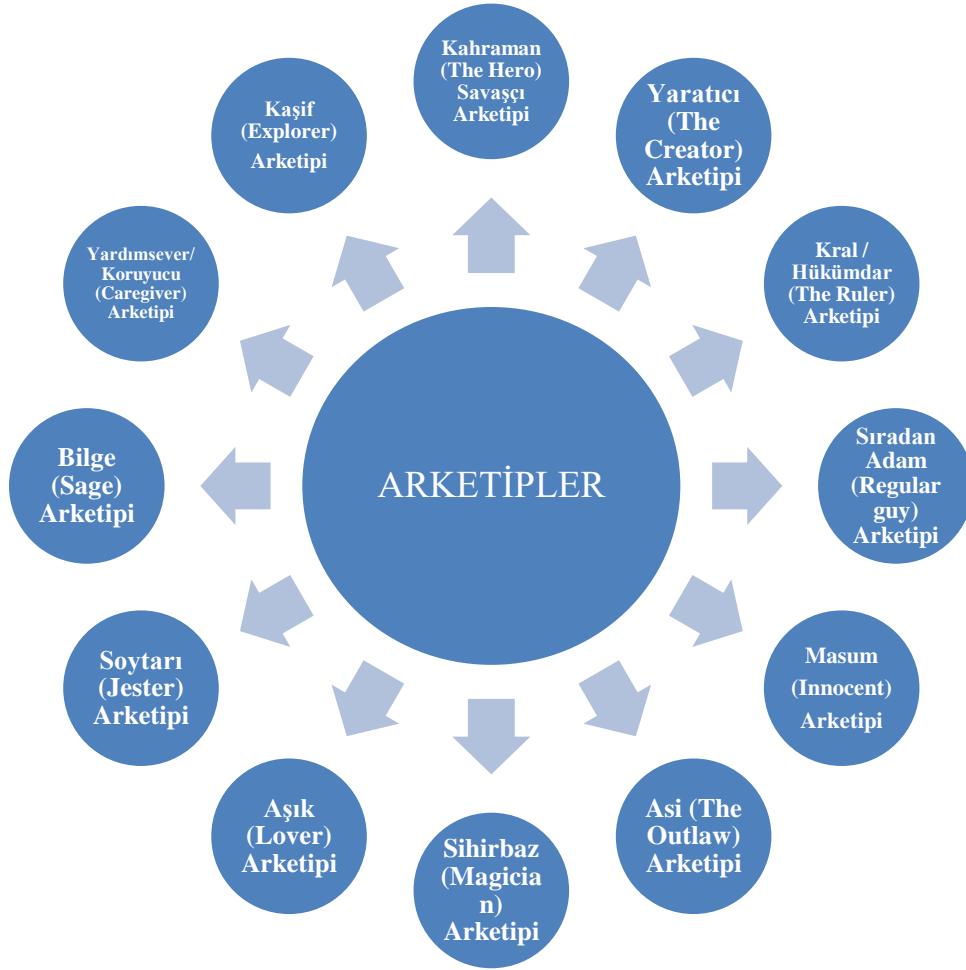 Kahraman
(The Hero)
Savaşçı
Arketipi
Yaratıcı
(The
Creator)
Arketipi
Kral /
Hükümdar
(The Ruler)
Arketipi
Sıradan
Adam
(Regular
guy)
Arketipi
Masum
(Innocent)
Arketipi
Asi (The
Outlaw)
Arketipi
Sihirbaz
(Magicia
n)
Arketipi
Aşık
(Lover)
Arketipi
Soytarı
(Jester)
Arketipi
Bilge
(Sage)
Arketipi
Yardımsever/
Koruyucu
(Caregiver)
Arketipi
Kaşif
(Explorer)
Arketipi
ARKETİPLER